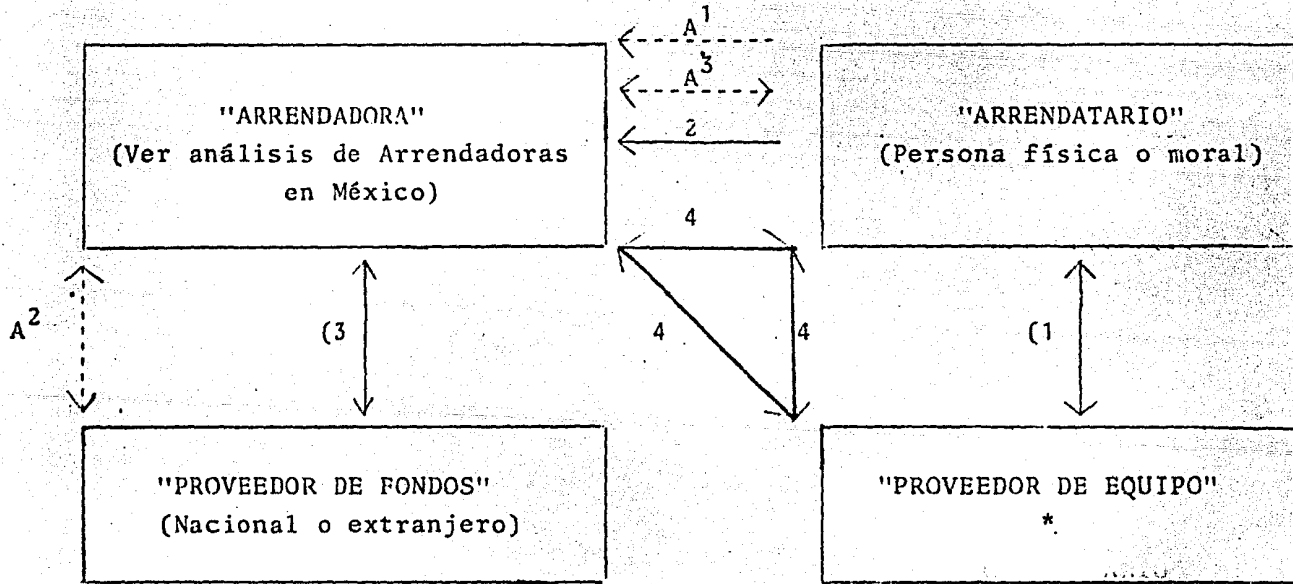 A1
A3
2
"ARRENDADORA"
(Ver análisis de Arrendadoras
en México)
"ARRENDATARIO"
(Persona física o moral)
4
A2
(3
4
4
(1
"PROVEEDOR DE FONDOS"
(Nacional o extranjero)
"PROVEEDOR DE EQUIPO"
*